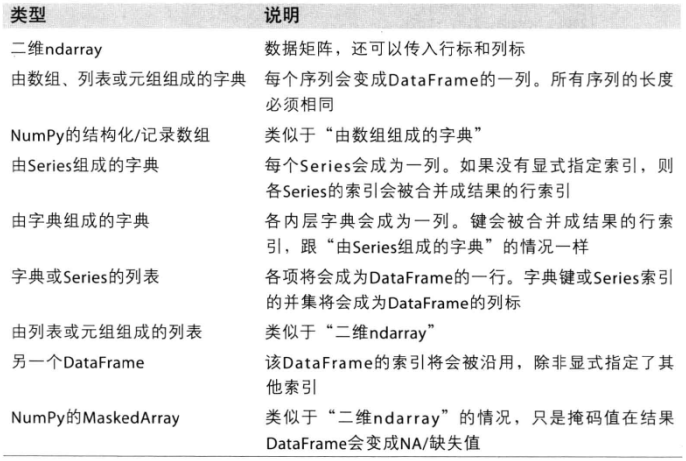 类型 说明
二维ndarray 数据矩阵，还可以传入行标和列标
由数组、列表或元组组成的字典 每个序列会变成DataFrame的一列。所有序列的长度
必须相同
NumPy的结构化/记录数组 类似于“由数组组成的字典”
由Series组成的字典 每个Series会成为一列。如果没有显式指定索引，则
各Series的索引会被合并成结果的行索引
由字典组成的字典 各内层字典会成为一列。键会被合并成结果的行索
引，跟“由Series组成的字典”的情况一样
字典或Series的列表 各项将会成为DataFrame的一行。字典键或Series索引
的并集将会成为DataFrame的列标
由列表或元组组成的列表 类似于“二维ndarray”
另一个DataFrame 该DataFrame的索引将会被沿用，除非显式指定了其
他索引
NumPy的MaskedArray 类似于“二维ndarray”的情况，只是掩码值在结果
DataFrame会变成NA/缺失值